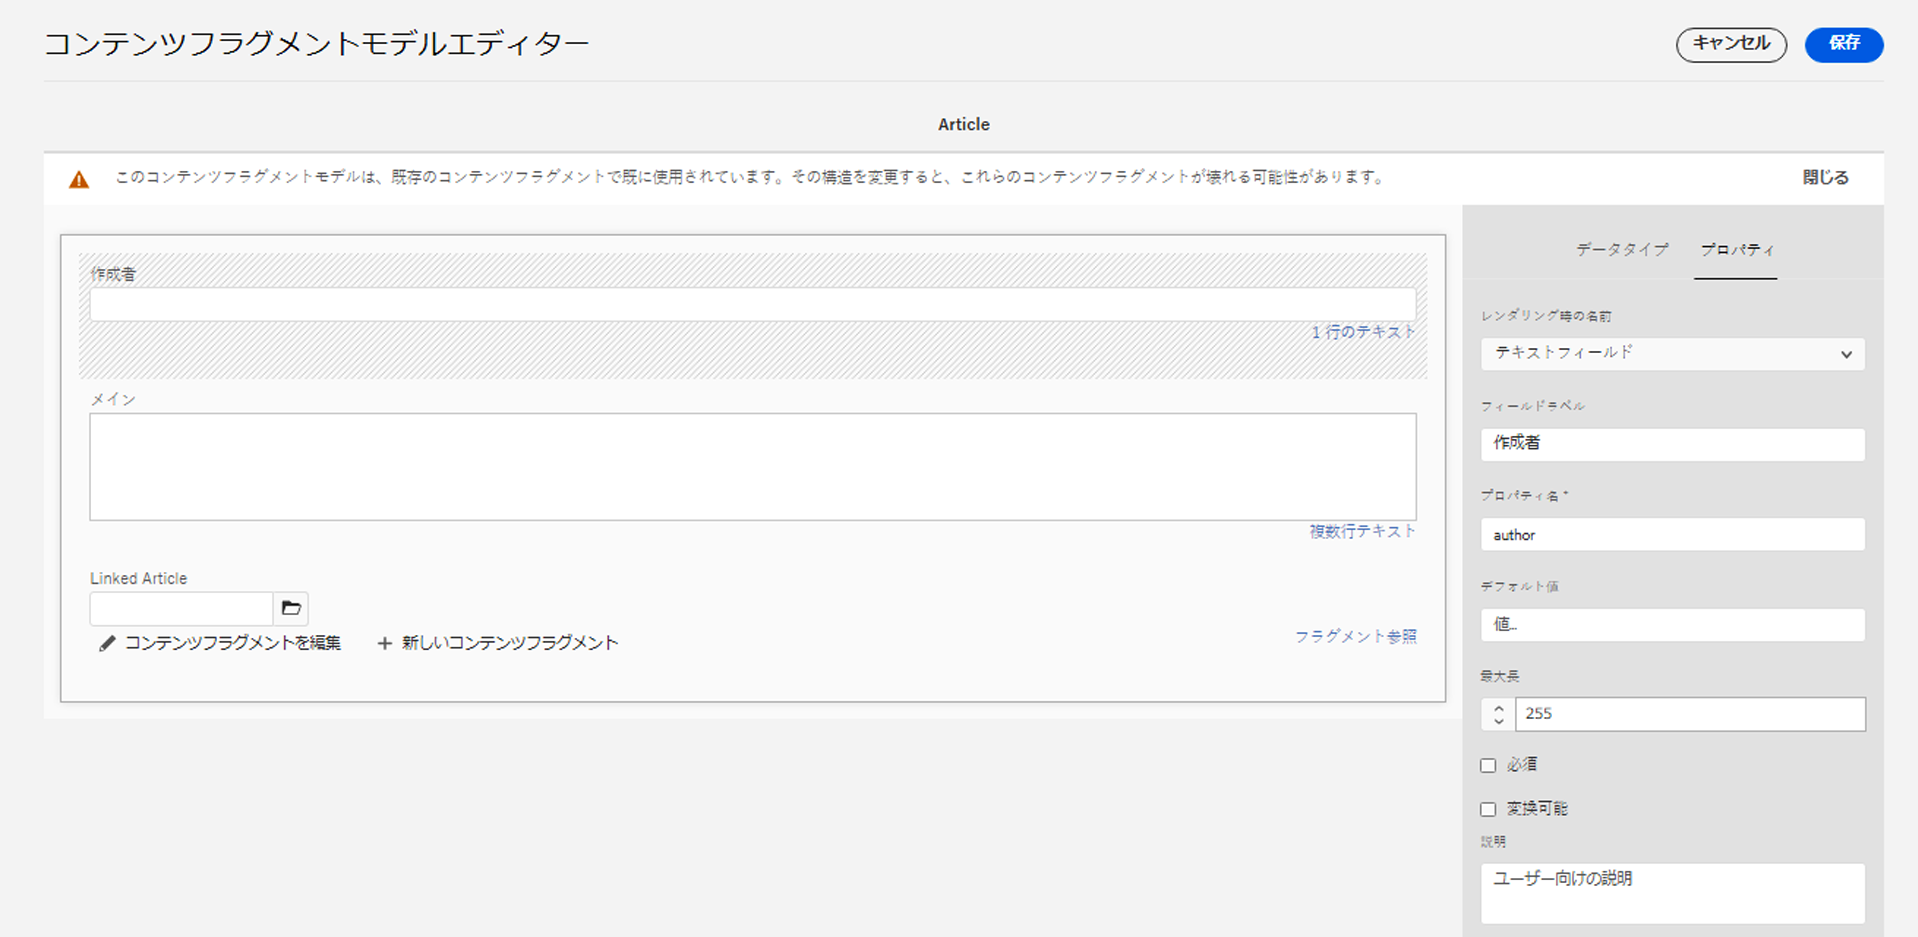 コンテンツフラグメントモデルエディター
キャンセル
保存
Article
このコンテンツフラグメントモデルは、既存のコンテンツフラグメントで既に使用されています。その構造を変更すると、これらのコンテンツフラグメントが壊れる可能性があります。
閉じる
作成者
1 行のテキスト
メイン
複数行テキスト
Linked Article
コンテンツフラグメントを編集
新しいコンテンツフラグメント
フラグメント参照
データタイプ
プロパティ
レンダリング時の名前
テキストフィールド
フィールドラベル
作成者
プロパティ名 *
author
デフォルト値
値...
最大長
255
必須
変換可能
説明
ユーザー向けの説明